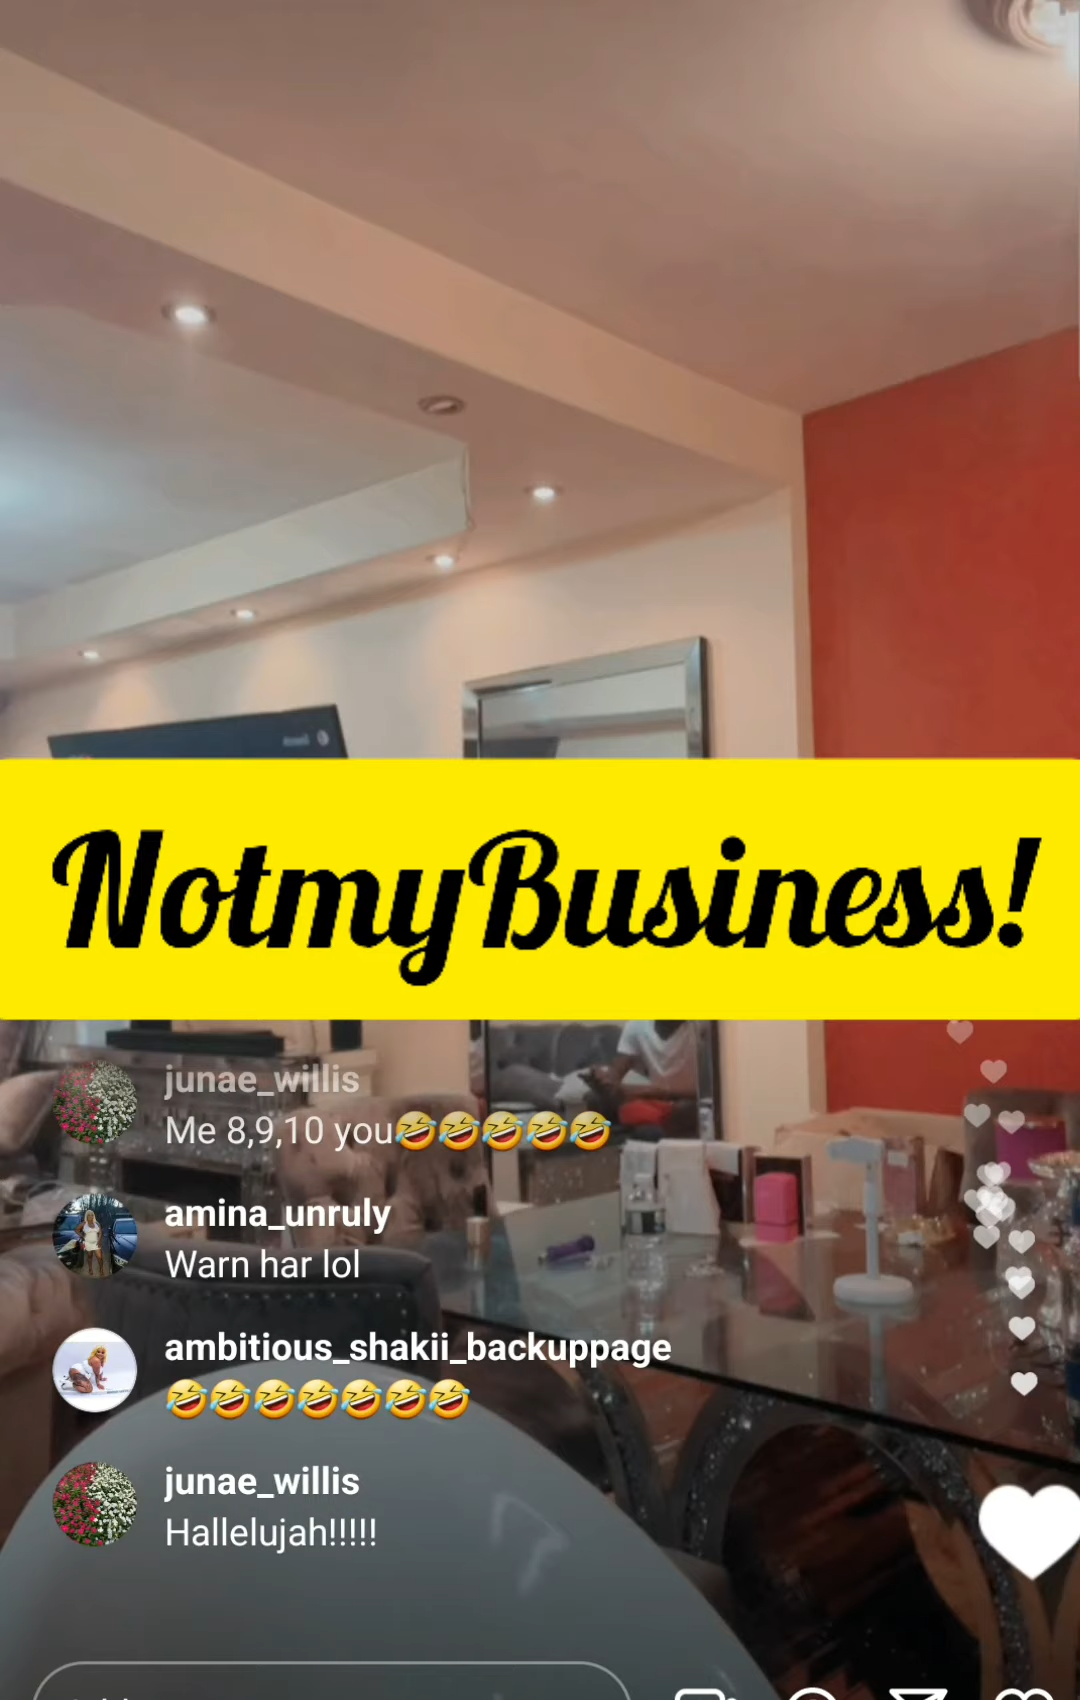 NotmyBusiness!
junae_willis
Me 8,9,10 you🤣🤣🤣🤣🤣
amina_unruly
Warn har lol
ambitious_shakii_backuppage
🤣🤣🤣🤣🤣🤣🤣
junae_willis
Hallelujah!!!!!